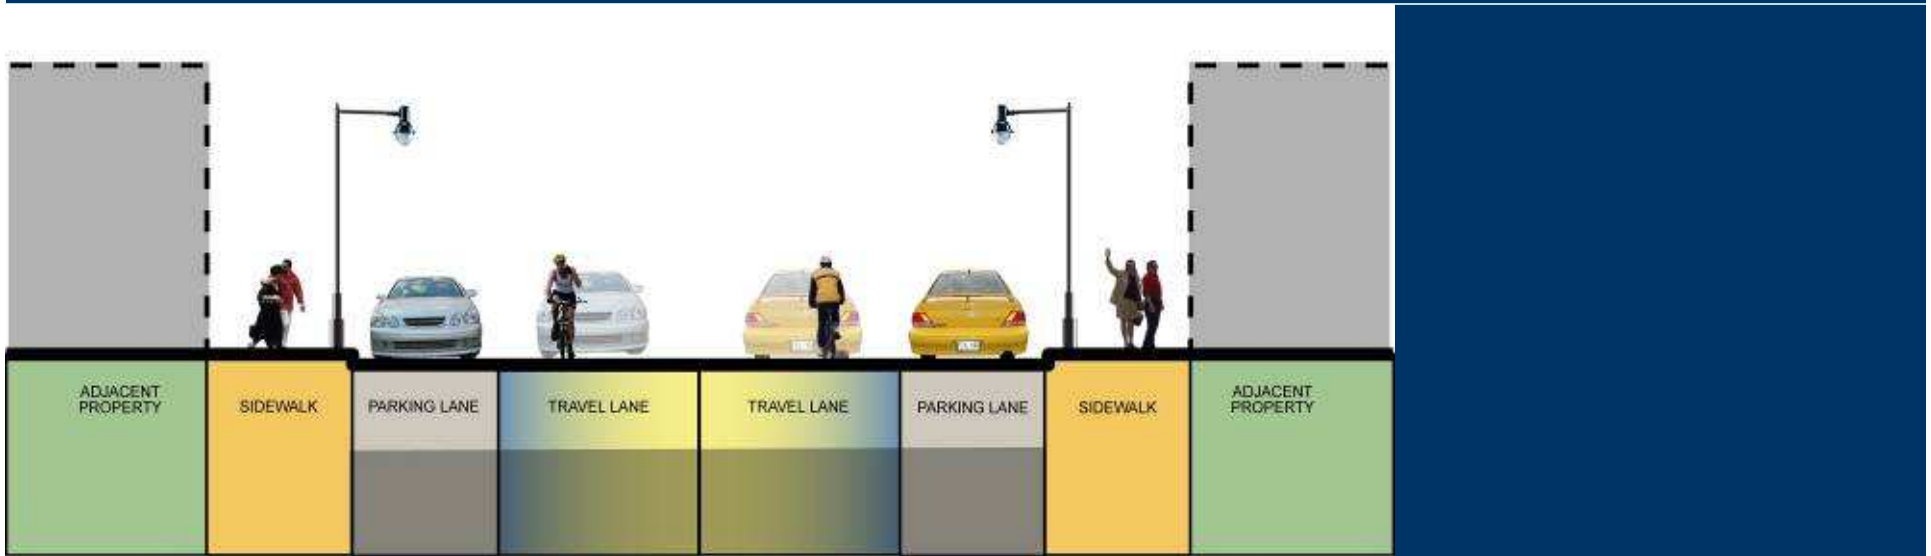 ADJACENT
PROPERTY
SIDEWALK
PARKING LANE
TRAVEL LANE
TRAVEL LANE
PARKING LANE
SIDEWALK
ADJACENT
PROPERTY